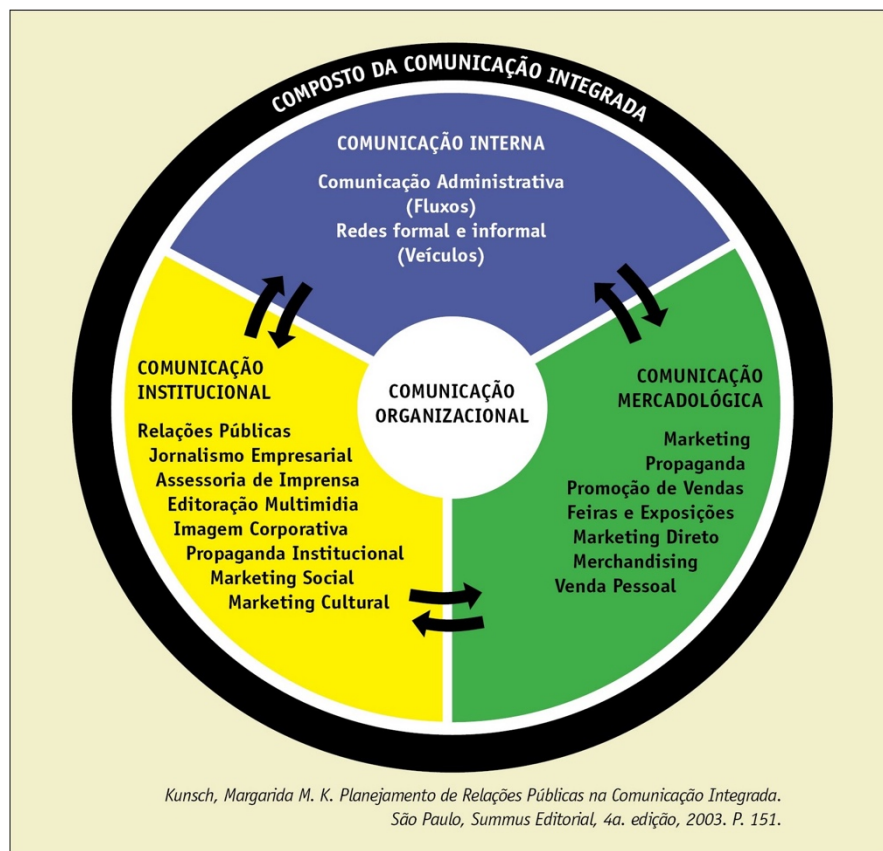 COMPOSTO DA COMUNICAÇÃO INTEGRADA
COMUNICAÇÃO INTERNA
Comunicação Administrativa
(Fluxos)
Redes formal e informal
(Veículos)
COMUNICAÇÃO
INSTITUCIONAL
Relações Públicas
Jornalismo Empresarial
Assessoria de Imprensa
Editoração Multimidia
Imagem Corporativa
Propaganda Institucional
Marketing Social
Marketing Cultural
COMUNICAÇÃO
ORGANIZACIONAL
COMUNICAÇÃO
MERCADOLÓGICA
Marketing
Propaganda
Promoção de Vendas
Feiras e Exposições
Marketing Direto
Merchandising
Venda Pessoal
Kunsch, Margarida M. K. Planejamento de Relações Públicas na Comunicação Integrada.
São Paulo, Summus Editorial, 4a. edição, 2003. P. 151.